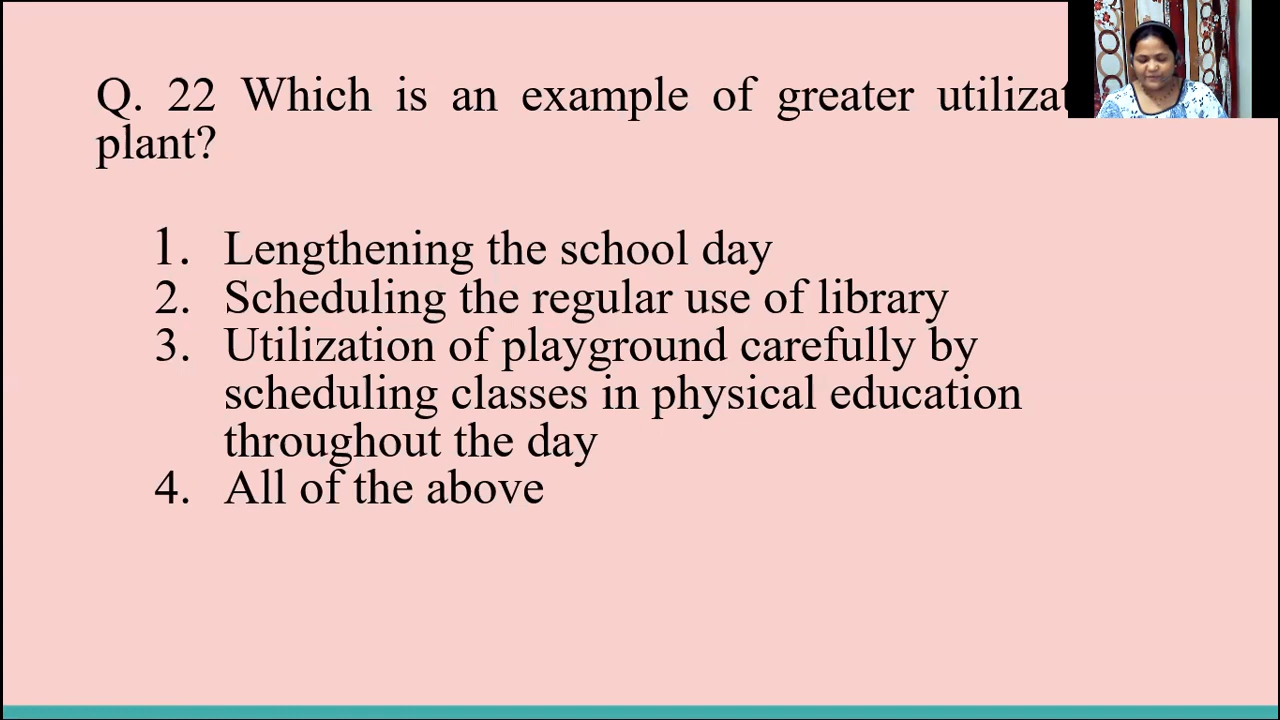 Q. 22 Which is an example of greater
plant?
1. Lengthening the school day
2. Scheduling the regular use of library
3. Utilization of playground carefully by
scheduling classes in physical education
throughout the day
4. All of the above